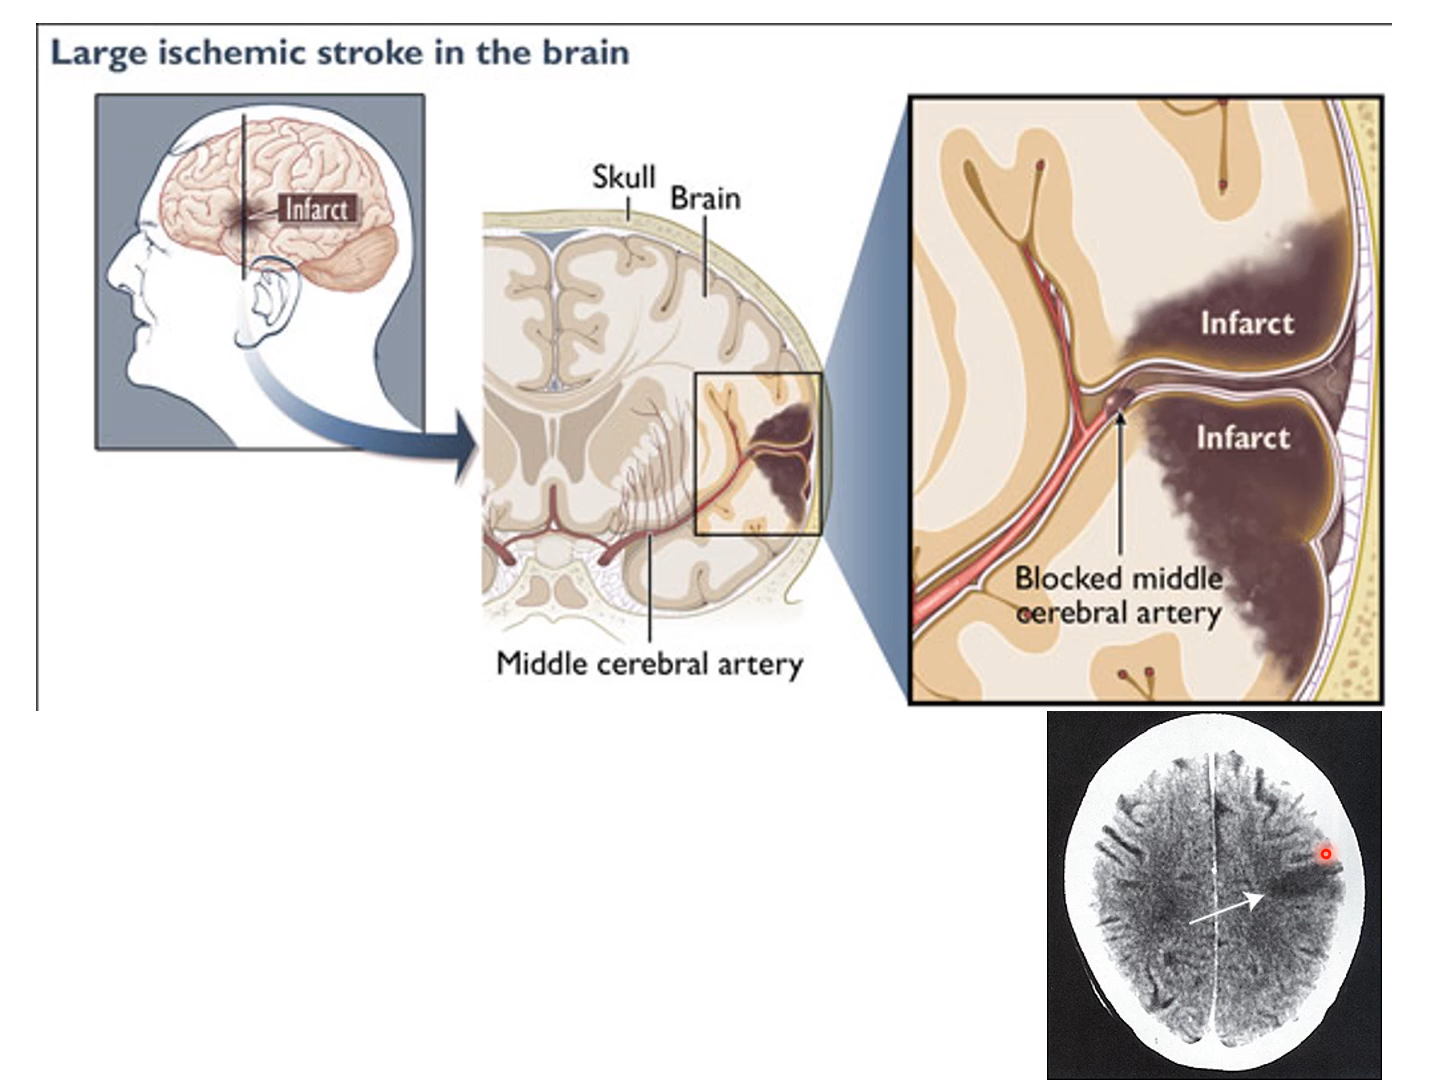 Large ischemic stroke in the brain
Infarct
Skull
Brain
Middle cerebral artery
Infarct
Infarct
Blocked middle
cerebral artery